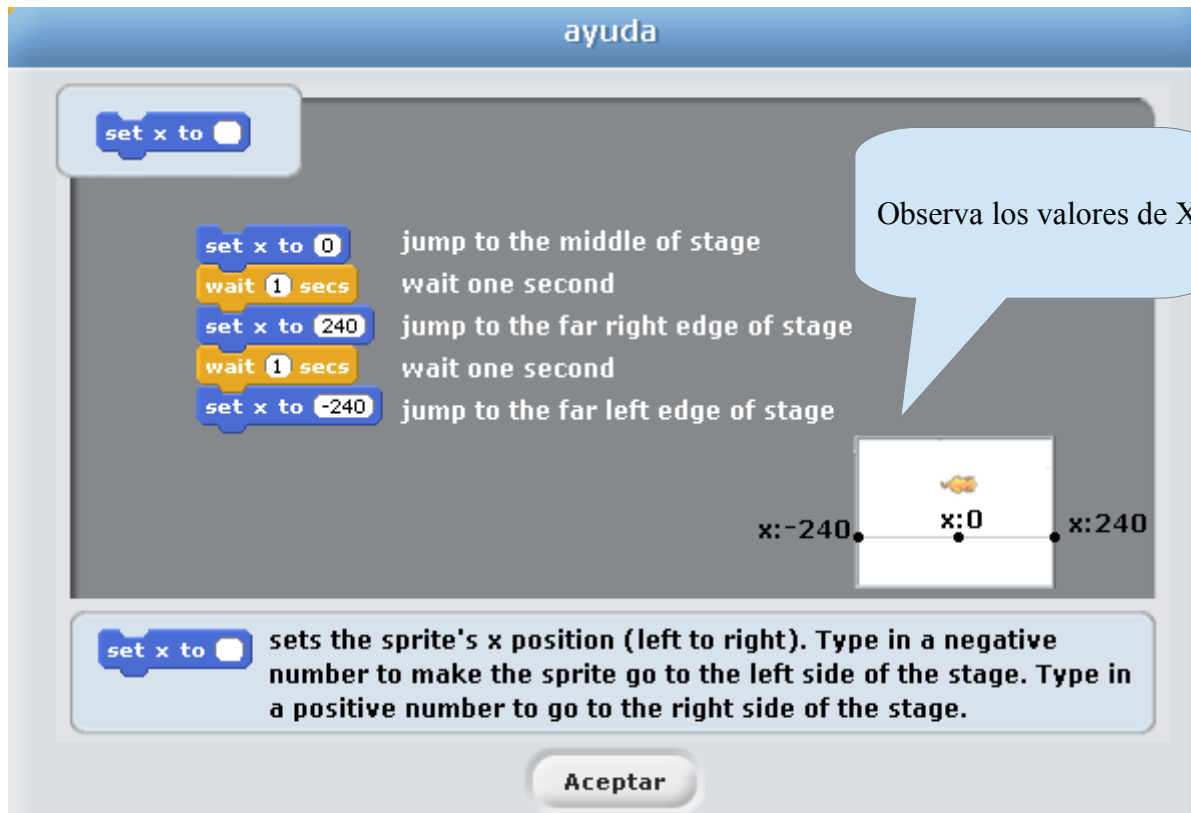 ayuda
set x to
Observa los valores de X
set x to 0 jump to the middle of stage
wait 1 secs wait one second
set x to 240 jump to the far right edge of stage
wait 1 secs wait one second
set x to -240 jump to the far left edge of stage
x:-240 x:0 x:240
set x to sets the sprite's x position (left to right). Type in a negative
number to make the sprite go to the left side of the stage. Type in
a positive number to go to the right side of the stage.
Aceptar